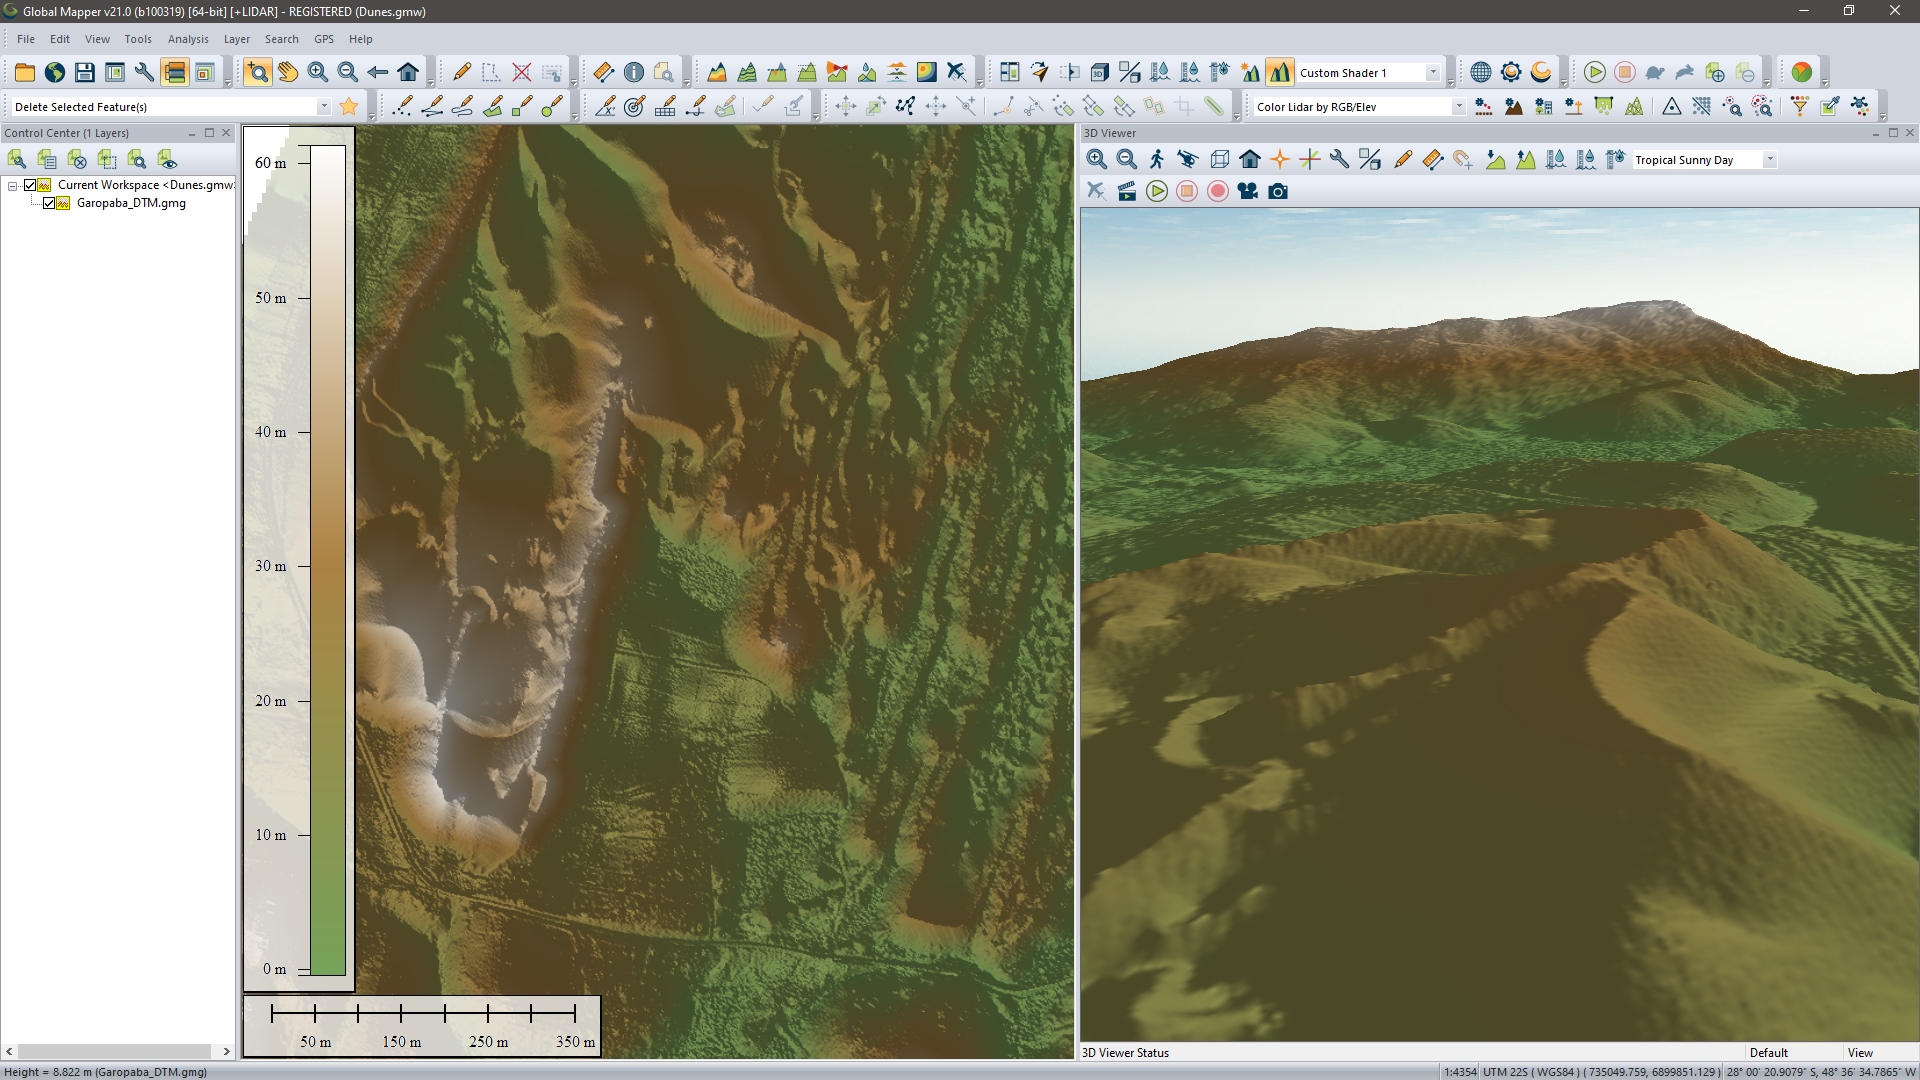 Global Mapper v21.0 (b100319) [64-bit] [+LIDAR] - REGISTERED (Dunes.gmw)
File Edit View Tools Analysis Layer Search GPS Help
Custom Shader 1
Delete Selected Feature(s)
Color Lidar by RGB/Elev
Control Center (1 Layers)
Current Workspace <Dunes.gmw
Garopaba_DTM.gmg
60 m
50 m
40 m
30 m
20 m
10 m
0 m
50 m 150 m 250 m 350 m
3D Viewer
Tropical Sunny Day
3D Viewer Status
Default
View
Height = 8.822 m (Garopaba_DTM.gmg)
1:4354 UTM 22S ( WGS84 ) ( 735049.759, 6899851.129 ) 28° 00' 20.9079" S, 48° 36' 34.7865" W